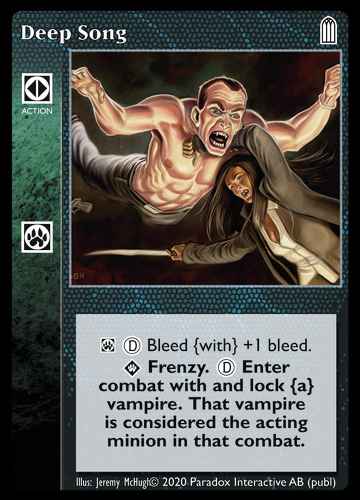 Deep Song
ACTION
D Bleed {with} +1 bleed.
Frenzy. D Enter
combat with and lock {a}
vampire. That vampire
is considered the acting
minion in that combat.
Illus: Jeremy McHugh© 2020 Paradox Interactive AB (publ)